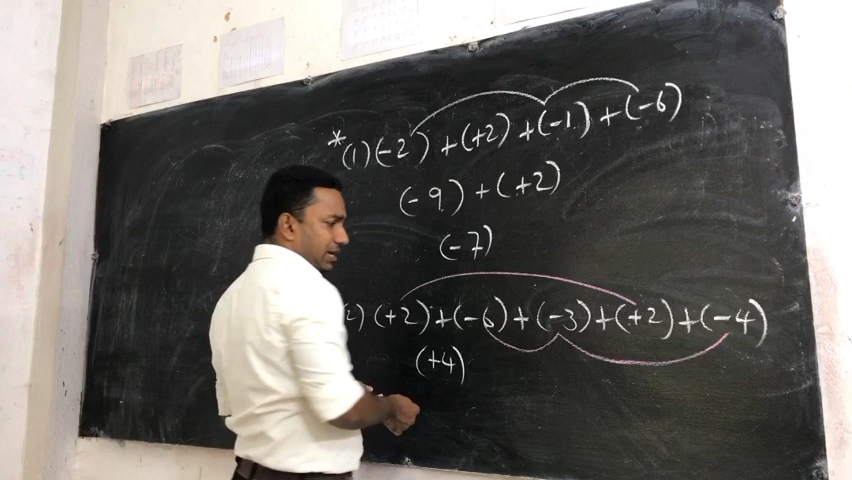 *(1) (-2) + (+2) + (-1) + (-6)
(-9) + (+2)
(-7)
2) (+2) + (-6) + (-3) + (+2) + (-4)
(+4)